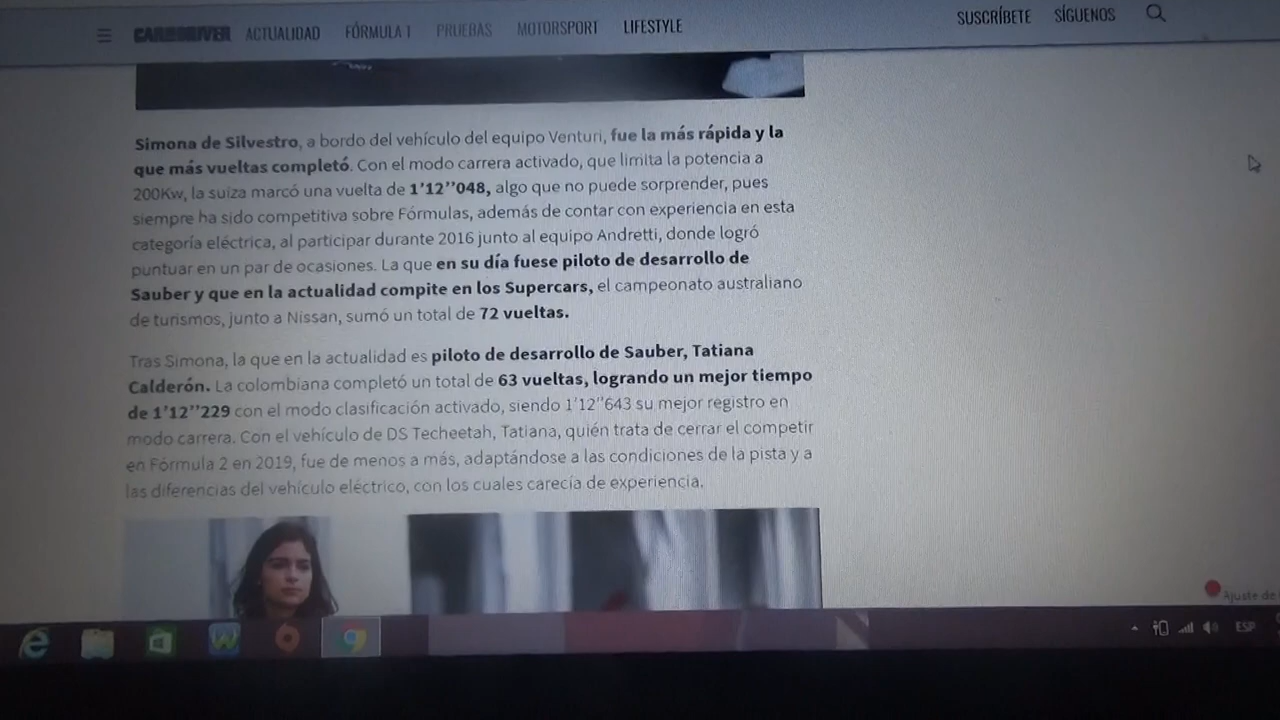 CAR AND DRIVER ACTUALIDAD FÓRMULA 1 PRUEBAS MOTORSPORT LIFESTYLE SUSCRÍBETE SÍGUENOS
Simona de Silvestro, a bordo del vehículo del equipo Venturi, fue la más rápida y la
que más vueltas completó. Con el modo carrera activado, que limita la potencia a
200Kw, la suiza marcó una vuelta de 1'12''048, algo que no puede sorprender, pues
siempre ha sido competitiva sobre Fórmulas, además de contar con experiencia en esta
categoría eléctrica, al participar durante 2016 junto al equipo Andretti, donde logró
puntuar en un par de ocasiones. La que en su día fuese piloto de desarrollo de
Sauber y que en la actualidad compite en los Supercars, el campeonato australiano
de turismos, junto a Nissan, sumó un total de 72 vueltas.
Tras Simona, la que en la actualidad es piloto de desarrollo de Sauber, Tatiana
Calderón. La colombiana completó un total de 63 vueltas, logrando un mejor tiempo
de 1'12''229 con el modo clasificación activado, siendo 1'12''643 su mejor registro en
modo carrera. Con el vehículo de DS Techeetah, Tatiana, quién trata de cerrar el competir
en Fórmula 2 en 2019, fue de menos a más, adaptándose a las condiciones de la pista y a
las diferencias del vehículo eléctrico, con los cuales carecía de experiencia.
Ajuste de
ESP